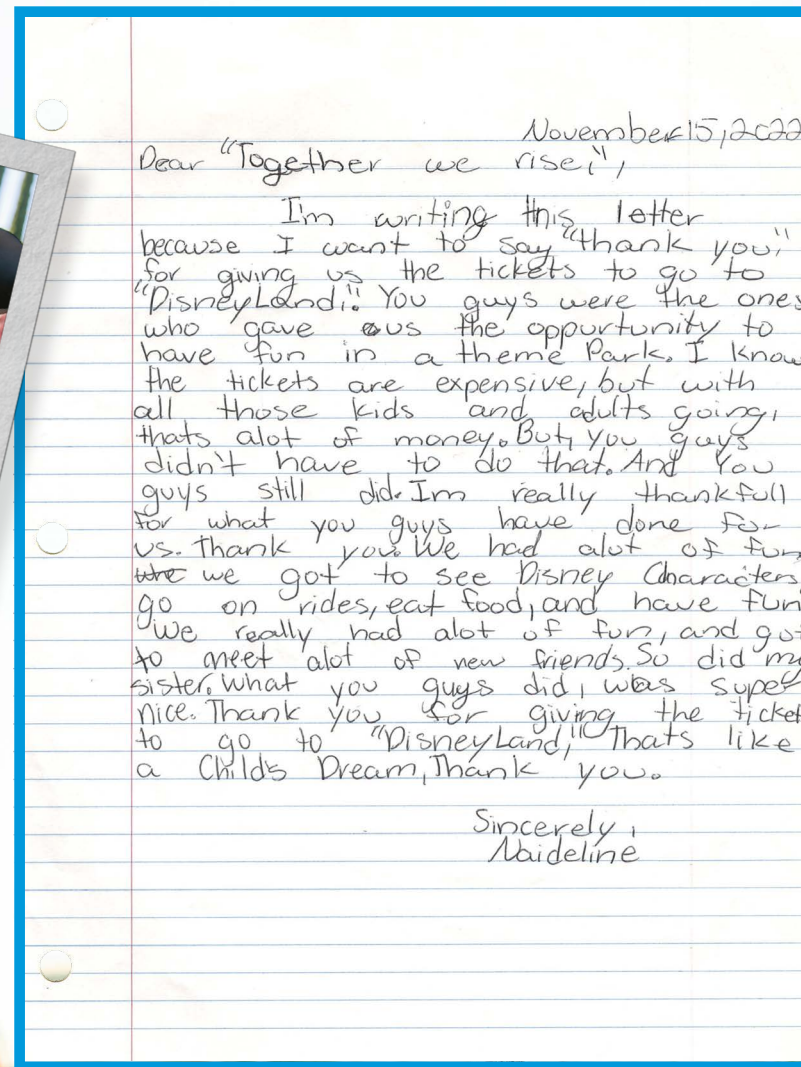 November 15, 2022
Dear "Together we rise,",
I'm writing this letter
because I want to say "thank you,"
for giving us the tickets to go to
"DisneyLand,". You guys were the ones
who gave us the oppurtunity to
have fun in a theme Park. I know
the tickets are expensive, but with
all those kids and adults going,
thats alot of money. But, you guys
didn't have to do that. And You
guys still did. Im really thankfull
for what you guys have done for
us. Thank you. We had alot of fun
we got to see Disney Characters
go on rides, eat food, and have fun
We really had alot of fun, and got
to meet alot of new friends. So did my
sister. What you guys did, was super
nice. Thank you for giving the ticket
to go to "DisneyLand," Thats like
a Child's Dream, Thank you.
Sincerely,
Naideline